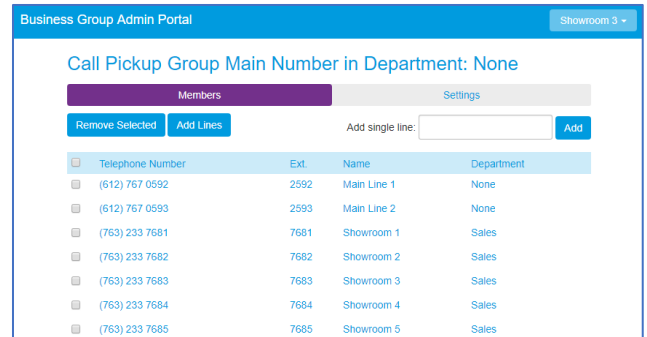 Business Group Admin Portal Showroom 3
Call Pickup Group Main Number in Department: None
Members Settings
Remove Selected Add Lines Add single line: Add
Telephone Number Ext. Name Department
(612) 767 0592 2592 Main Line 1 None
(612) 767 0593 2593 Main Line 2 None
(763) 233 7681 7681 Showroom 1 Sales
(763) 233 7682 7682 Showroom 2 Sales
(763) 233 7683 7683 Showroom 3 Sales
(763) 233 7684 7684 Showroom 4 Sales
(763) 233 7685 7685 Showroom 5 Sales